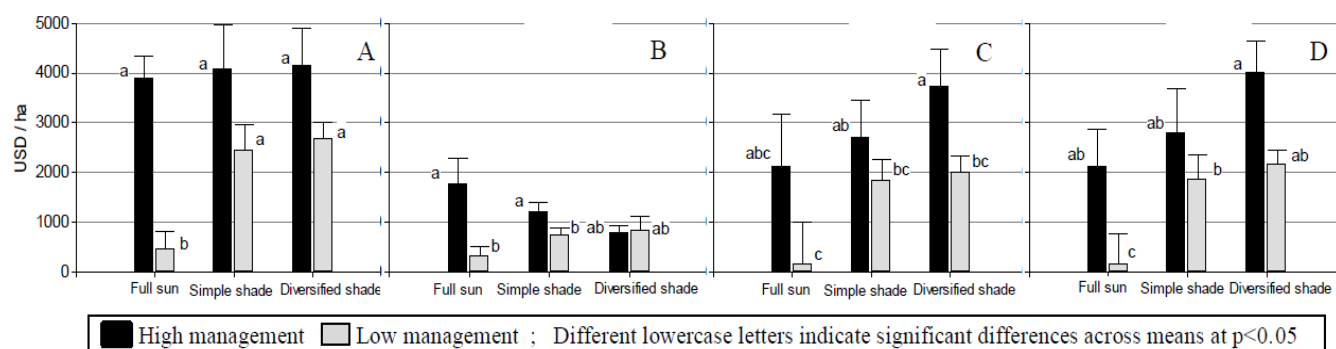 5000
4000
3000
2000
1000
0
USD / ha
A
a
b
a
a
a
a
Full sun
Simple shade
Diversified shade
B
a
b
a
b
ab
ab
Full sun
Simple shade
Diversified shade
C
abc
c
ab
bc
a
bc
Full sun
Simple shade
Diversified shade
D
ab
c
ab
b
a
ab
Full sun
Simple shade
Diversified shade
High management Low management ; Different lowercase letters indicate significant differences across means at p<0.05